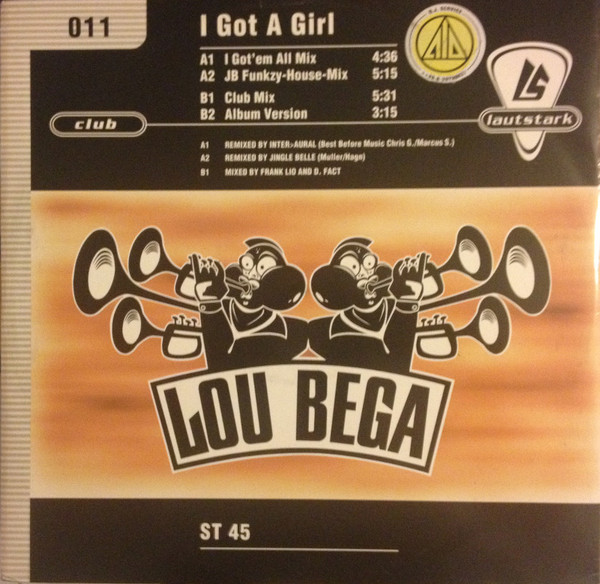 011
I Got A Girl
A1 I Got'em All Mix 4:36
A2 JB Funkzy-House-Mix 5:15
B1 Club Mix 5:31
B2 Album Version 3:15
D.J. SERVICE
LS
club
lautstark
A1 REMIXED BY INTER>AURAL (Best Before Music Chris G./Marcus S.)
A2 REMIXED BY JINGLE BELLE (Muller/Hage)
B1 MIXED BY FRANK LIO AND D. FACT
LOU BEGA
ST 45